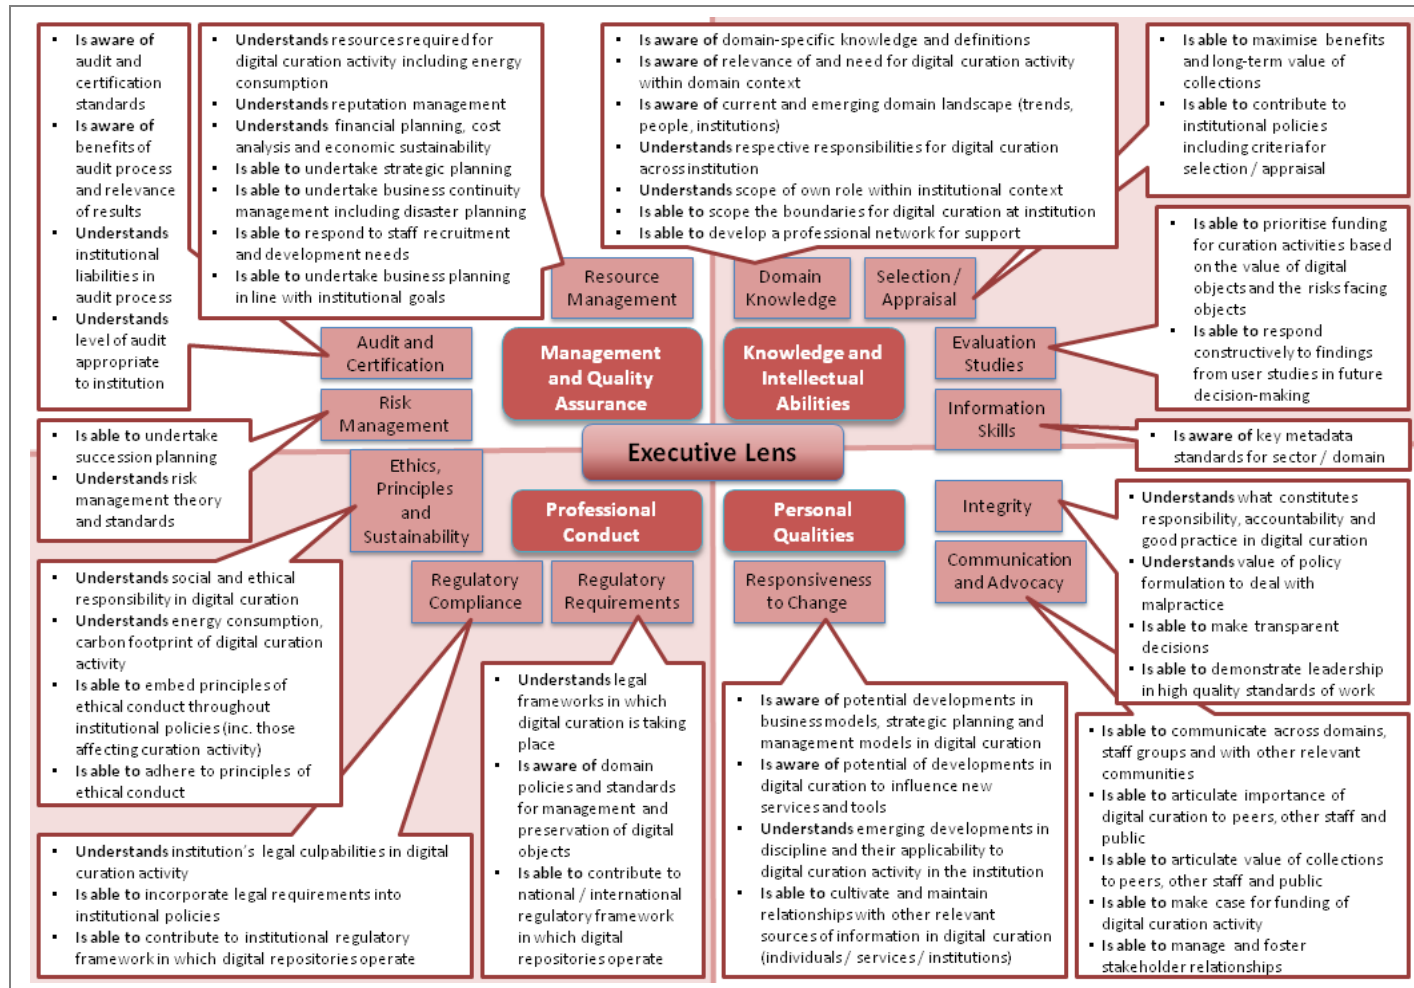 ▪ Is aware of
audit and
certification
standards
▪ Is aware of
benefits of
audit process
and relevance
of results
▪ Understands
institutional
liabilities in
audit process
▪ Understands
level of audit
appropriate
to institution
▪ Understands resources required for
digital curation activity including energy
consumption
▪ Understands reputation management
▪ Understands financial planning, cost
analysis and economic sustainability
▪ Is able to undertake strategic planning
▪ Is able to undertake business continuity
management including disaster planning
▪ Is able to respond to staff recruitment
and development needs
▪ Is able to undertake business planning
in line with institutional goals
▪ Is aware of domain-specific knowledge and definitions
▪ Is aware of relevance of and need for digital curation activity
within domain context
▪ Is aware of current and emerging domain landscape (trends,
people, institutions)
▪ Understands respective responsibilities for digital curation
across institution
▪ Understands scope of own role within institutional context
▪ Is able to scope the boundaries for digital curation at institution
▪ Is able to develop a professional network for support
▪ Is able to maximise benefits
and long-term value of
collections
▪ Is able to contribute to
institutional policies
including criteria for
selection / appraisal
▪ Is able to prioritise funding
for curation activities based
on the value of digital
objects and the risks facing
objects
▪ Is able to respond
constructively to findings
from user studies in future
decision-making
Resource
Management
Domain
Knowledge
Selection /
Appraisal
Audit and
Certification
Management
and Quality
Assurance
Knowledge and
Intellectual
Abilities
Evaluation
Studies
Risk
Management
Information
Skills
▪ Is able to undertake
succession planning
▪ Understands risk
management theory
and standards
▪ Is aware of key metadata
standards for sector / domain
Executive Lens
Ethics,
Principles
and
Sustainability
Professional
Conduct
Personal
Qualities
Integrity
Regulatory
Compliance
Regulatory
Requirements
Responsiveness
to Change
Communication
and Advocacy
▪ Understands what constitutes
responsibility, accountability and
good practice in digital curation
▪ Understands value of policy
formulation to deal with
malpractice
▪ Is able to make transparent
decisions
▪ Is able to demonstrate leadership
in high quality standards of work
▪ Understands social and ethical
responsibility in digital curation
▪ Understands energy consumption,
carbon footprint of digital curation
activity
▪ Is able to embed principles of
ethical conduct throughout
institutional policies (inc. those
affecting curation activity)
▪ Is able to adhere to principles of
ethical conduct
▪ Understands institution's legal culpabilities in digital
curation activity
▪ Is able to incorporate legal requirements into
institutional policies
▪ Is able to contribute to institutional regulatory
framework in which digital repositories operate
▪ Understands legal
frameworks in which
digital curation is taking
place
▪ Is aware of domain
policies and standards
for management and
preservation of digital
objects
▪ Is able to contribute to
national / international
regulatory framework
in which digital
repositories operate
▪ Is aware of potential developments in
business models, strategic planning and
management models in digital curation
▪ Is aware of potential of developments in
digital curation to influence new
services and tools
▪ Understands emerging developments in
discipline and their applicability to
digital curation activity in the institution
▪ Is able to cultivate and maintain
relationships with other relevant
sources of information in digital curation
(individuals / services / institutions)
▪ Is able to communicate across domains,
staff groups and with other relevant
communities
▪ Is able to articulate importance of
digital curation to peers, other staff and
public
▪ Is able to articulate value of collections
to peers, other staff and public
▪ Is able to make case for funding of
digital curation activity
▪ Is able to manage and foster
stakeholder relationships